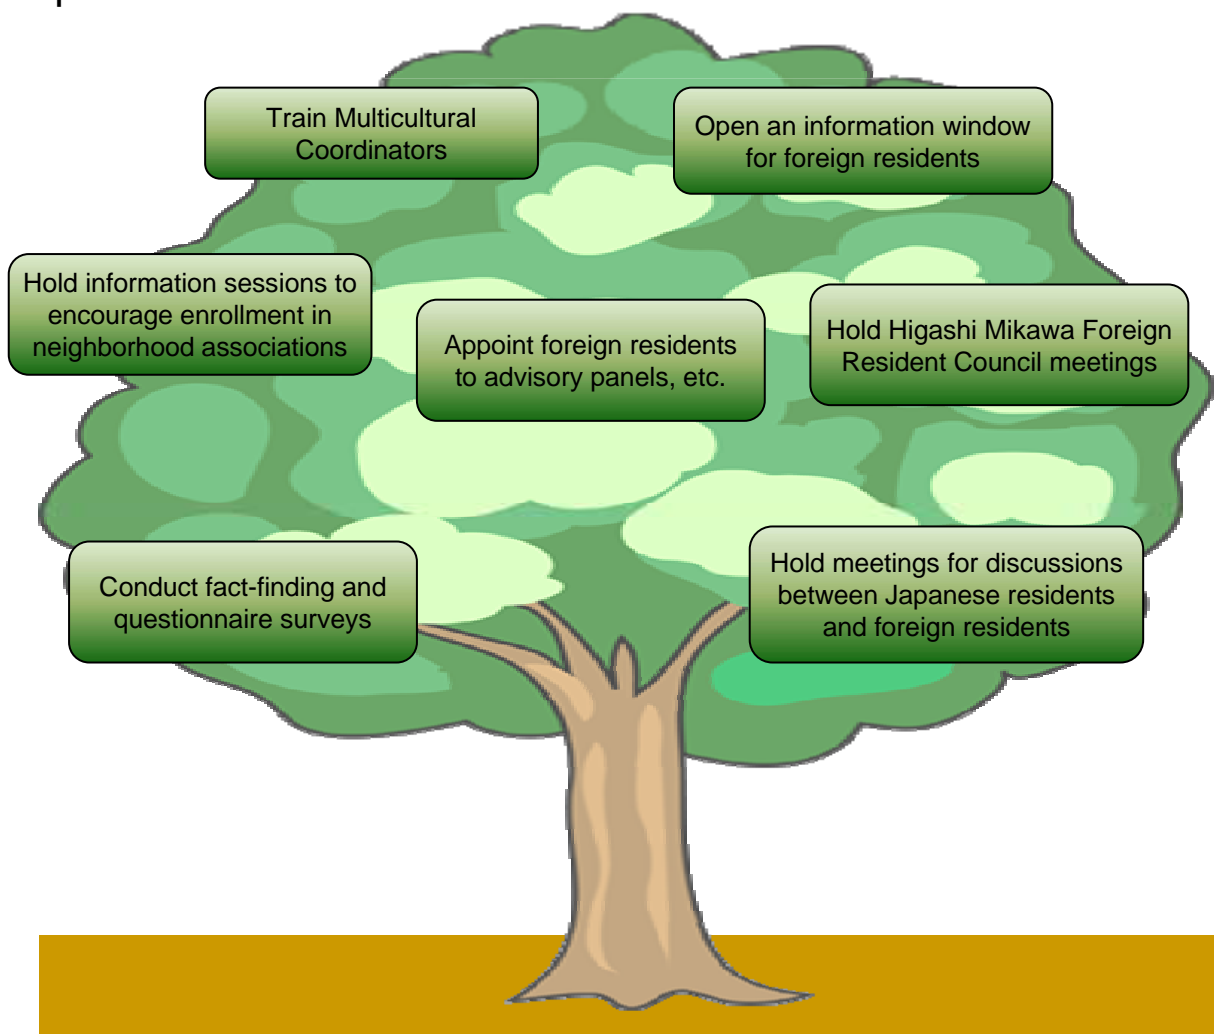 Train Multicultural
Coordinators
Open an information window
for foreign residents
Hold information sessions to
encourage enrollment in
neighborhood associations
Appoint foreign residents
to advisory panels, etc.
Hold Higashi Mikawa Foreign
Resident Council meetings
Conduct fact-finding and
questionnaire surveys
Hold meetings for discussions
between Japanese residents
and foreign residents